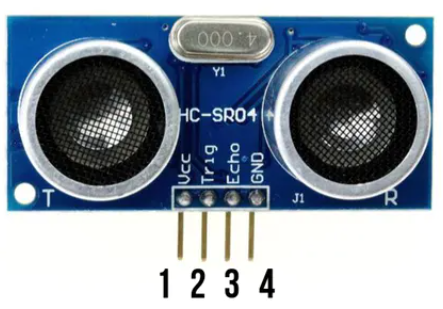 4.000
Y1
HC-SR04
Vcc
Trig
Echo
GND
T
J1
R
1 2 3 4